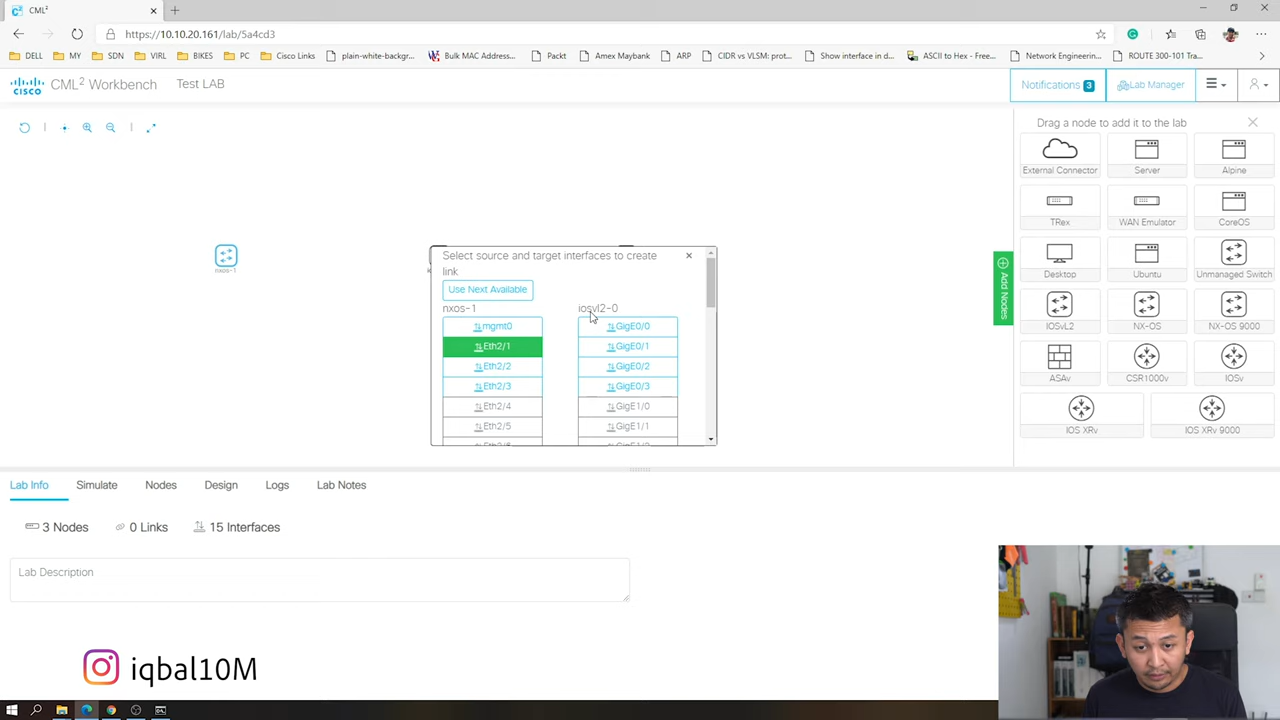 CML²
https://10.10.20.161/lab/5a4cd3
DELL
MY
SDN
VIRL
BIKES
PC
Cisco Links
plain-white-backgr...
Bulk MAC Address...
Packt
Amex Maybank
ARP
CIDR vs VLSM: prot...
Show interface in d...
ASCII to Hex - Free...
Network Engineerin...
ROUTE 300-101 Tra...
CISCO
CML² Workbench
Test LAB
Notifications 3
Lab Manager
Drag a node to add it to the lab
External Connector
Server
Alpine
TRex
WAN Emulator
CoreOS
Desktop
Ubuntu
Unmanaged Switch
IOSvL2
NX-OS
NX-OS 9000
ASAv
CSR1000v
IOSv
IOS XRv
IOS XRv 9000
Add Nodes
nxos-1
Select source and target interfaces to create
link
Use Next Available
nxos-1
iosvl2-0
mgmt0
GigE0/0
Eth2/1
GigE0/1
Eth2/2
GigE0/2
Eth2/3
GigE0/3
Eth2/4
GigE1/0
Eth2/5
GigE1/1
Lab Info
Simulate
Nodes
Design
Logs
Lab Notes
3 Nodes
0 Links
15 Interfaces
Lab Description
iqbal10M